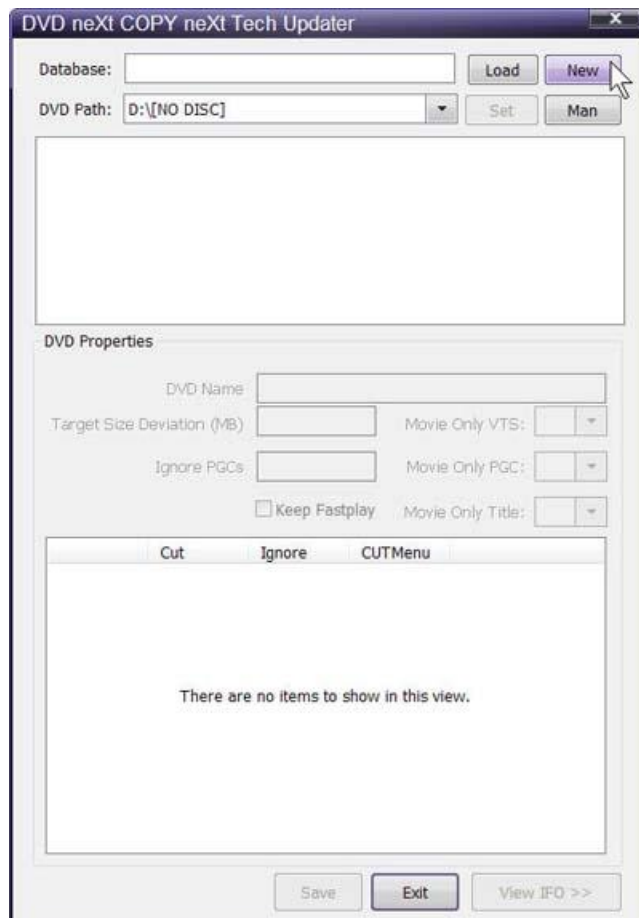 DVD neXt COPY neXt Tech Updater
Database: Load New
DVD Path: D:\[NO DISC] Set Man
DVD Properties
DVD Name
Target Size Deviation (MB) Movie Only VTS:
Ignore PGCs Movie Only PGC:
Keep Fastplay Movie Only Title:
Cut Ignore CUTMenu
There are no items to show in this view.
Save Exit View IFO >>